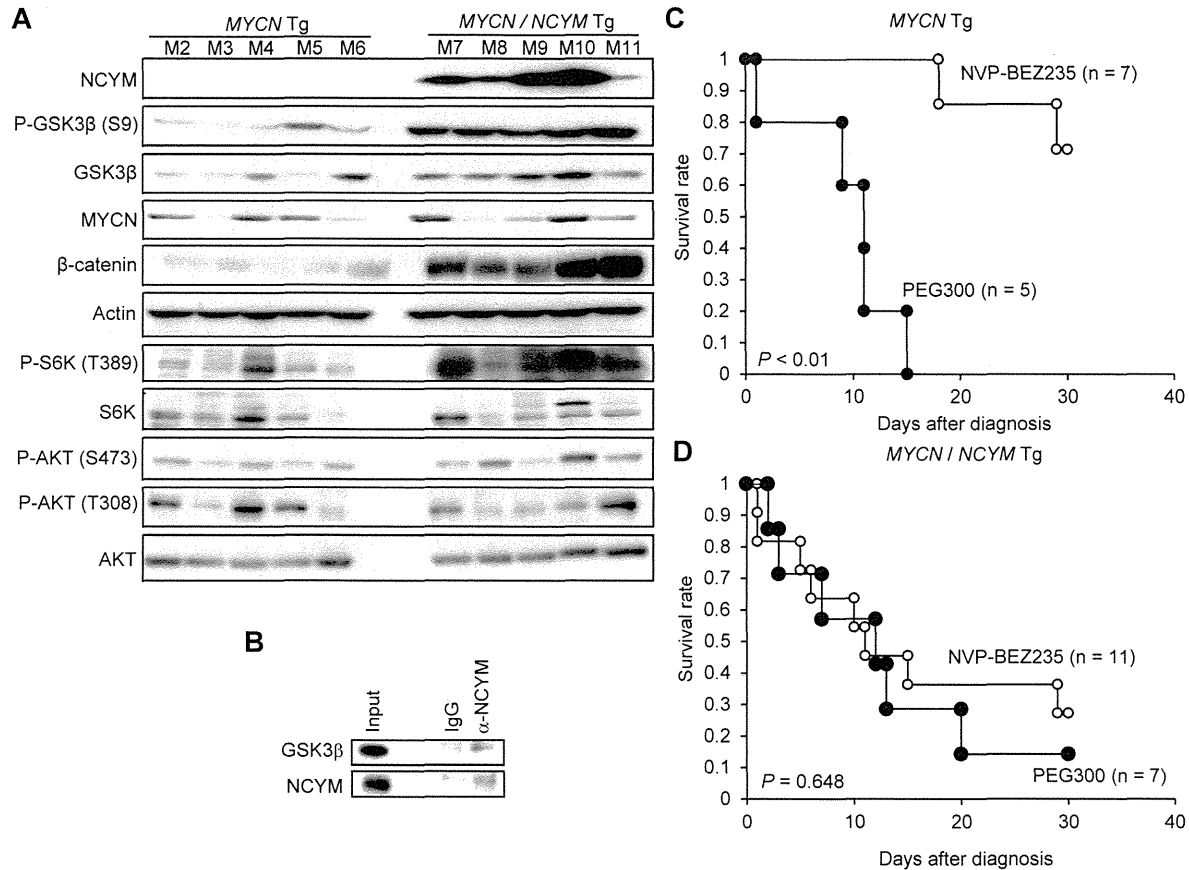 A
MYCN Tg
MYCN / NCYM Tg
M2 M3 M4 M5 M6
M7 M8 M9 M10 M11
NCYM
P-GSK3β (S9)
GSK3β
MYCN
β-catenin
Actin
P-S6K (T389)
S6K
P-AKT (S473)
P-AKT (T308)
AKT
B
Input
IgG
α-NCYM
GSK3β
NCYM
C
MYCN Tg
Survival rate
1
0.9
0.8
0.7
0.6
0.5
0.4
0.3
0.2
0.1
0
NVP-BEZ235 (n = 7)
PEG300 (n = 5)
P < 0.01
0 10 20 30 40
Days after diagnosis
D
MYCN / NCYM Tg
Survival rate
1
0.9
0.8
0.7
0.6
0.5
0.4
0.3
0.2
0.1
0
NVP-BEZ235 (n = 11)
PEG300 (n = 7)
P = 0.648
0 10 20 30 40
Days after diagnosis